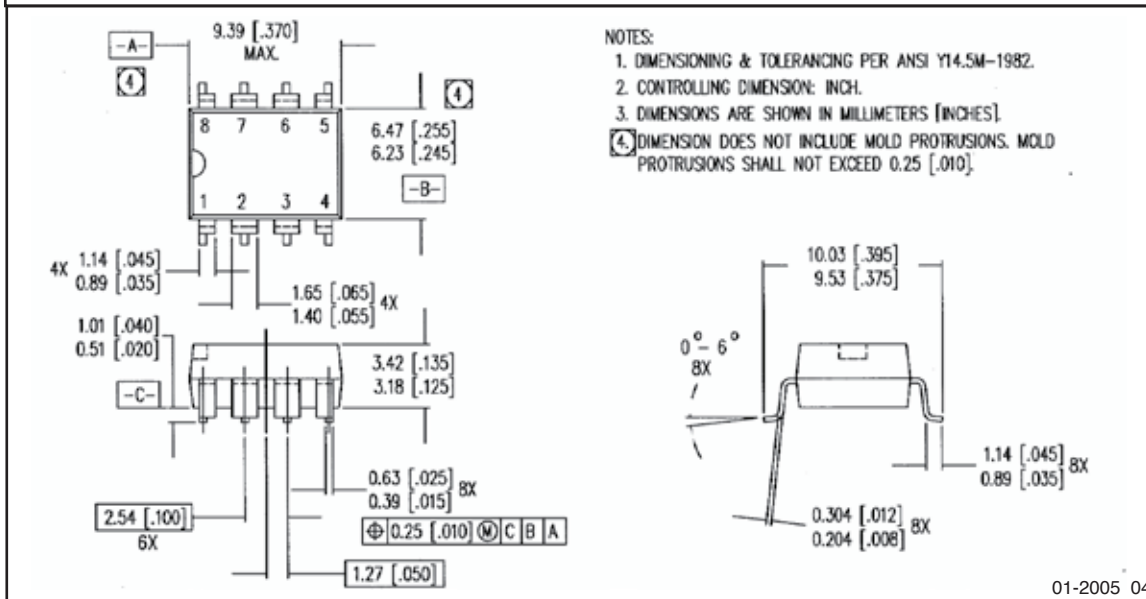 9.39 [.370]
MAX.
-A-
4
4
8 7 6 5
1 2 3 4
6.47 [.255]
6.23 [.245]
-B-
4X 1.14 [.045]
0.89 [.035]
1.65 [.065] 4X
1.40 [.055]
1.01 [.040]
0.51 [.020]
-C-
3.42 [.135]
3.18 [.125]
0.63 [.025] 8X
0.39 [.015]
2.54 [.100]
6X
⌖ 0.25 [.010] Ⓜ C B A
1.27 [.050]
NOTES:
1. DIMENSIONING & TOLERANCING PER ANSI Y14.5M-1982.
2. CONTROLLING DIMENSION: INCH.
3. DIMENSIONS ARE SHOWN IN MILLIMETERS [INCHES].
4. DIMENSION DOES NOT INCLUDE MOLD PROTRUSIONS. MOLD
PROTRUSIONS SHALL NOT EXCEED 0.25 [.010].
10.03 [.395]
9.53 [.375]
0° - 6°
8X
1.14 [.045] 8X
0.89 [.035]
0.304 [.012] 8X
0.204 [.008]
01-2005 04